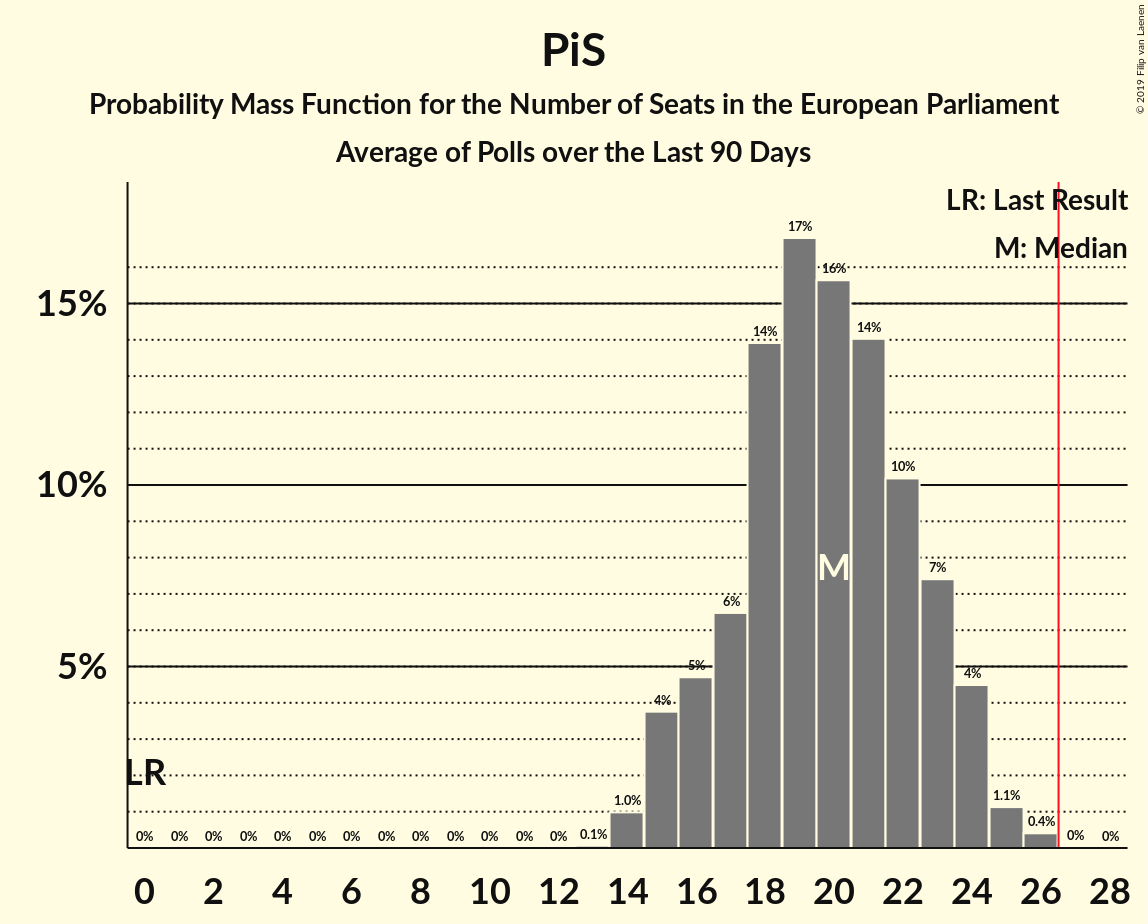 PiS
Probability Mass Function for the Number of Seats in the European Parliament
Average of Polls over the Last 90 Days
© 2019 Filip van Laenen
LR: Last Result
M: Median
17%
16%
15%
14%
14%
10%
10%
M
7%
6%
5%
5%
4%
4%
LR
1.0%
1.1%
0.4%
0% 0% 0% 0% 0% 0% 0% 0% 0% 0% 0% 0% 0% 0.1% 0% 0%
0 2 4 6 8 10 12 14 16 18 20 22 24 26 28